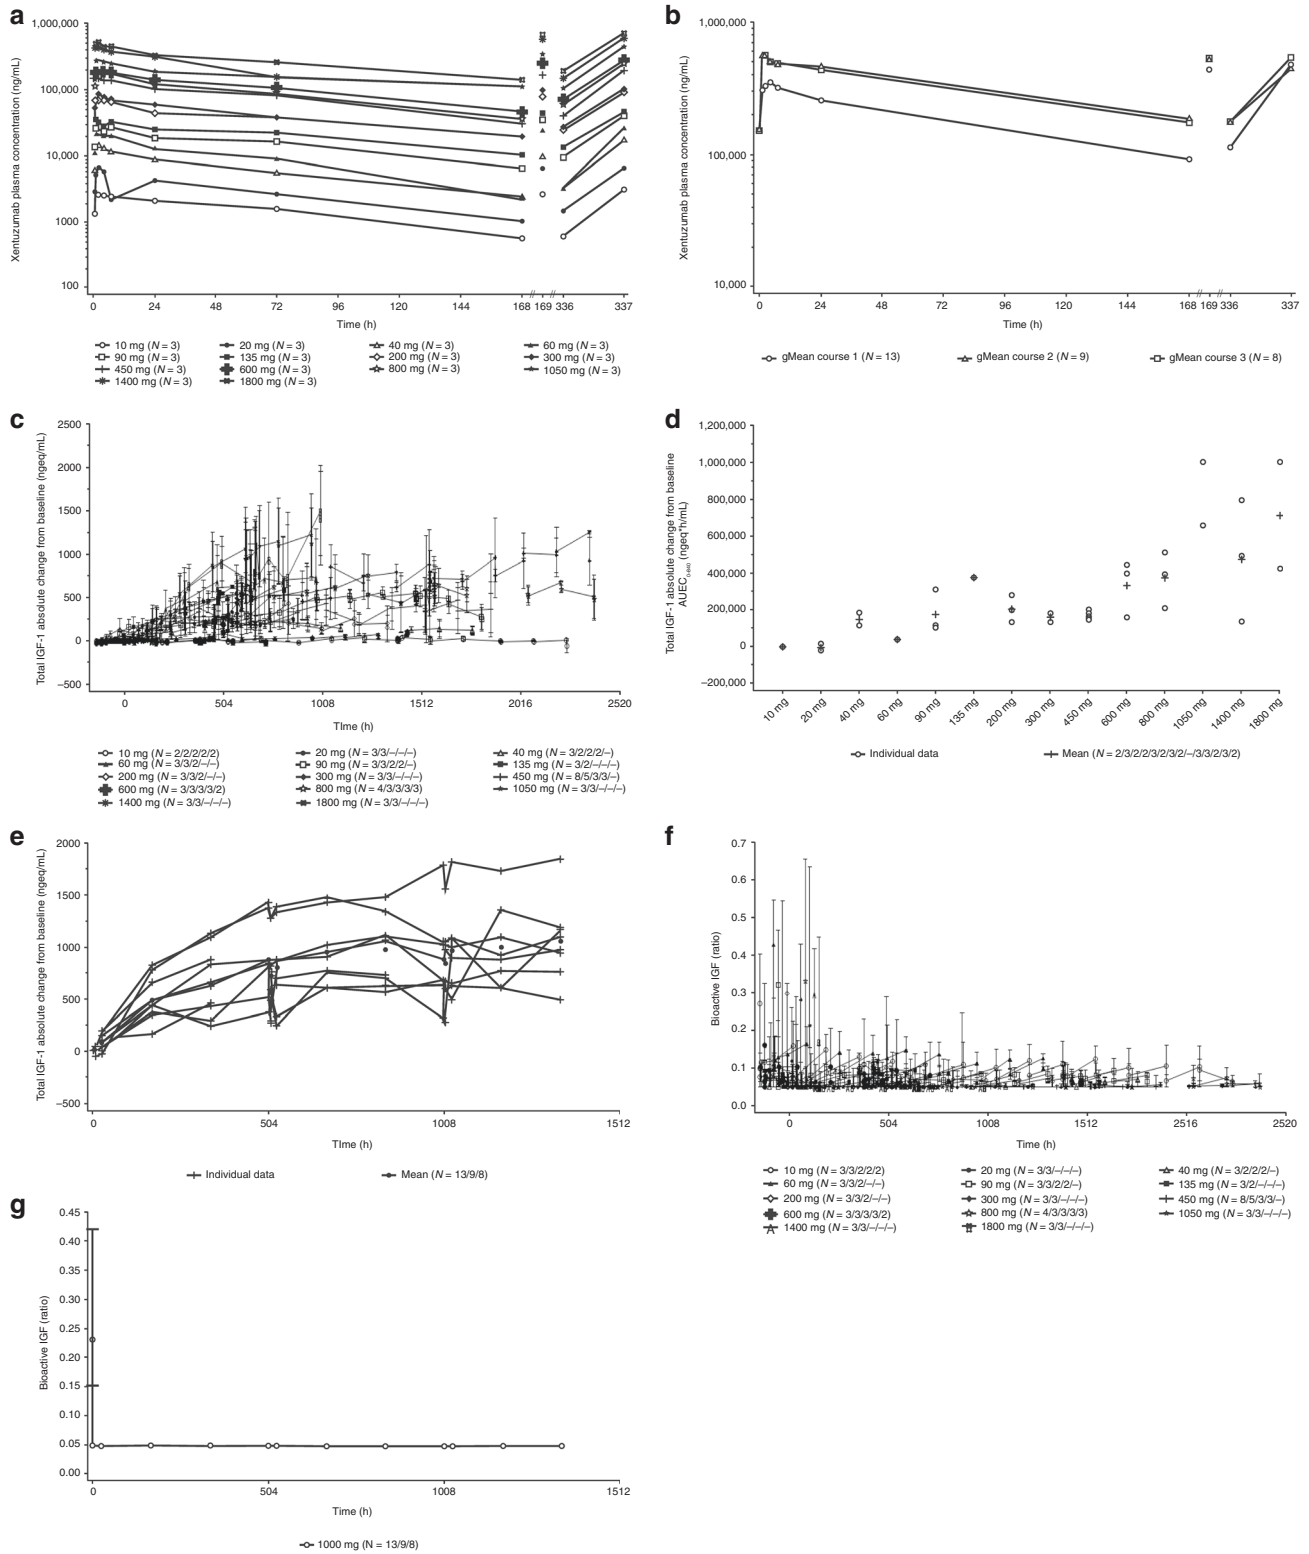 a
Xentuzumab plasma concentration (ng/mL)
1,000,000
100,000
10,000
1000
100
0 24 48 72 96 120 144 168 169 336 337
Time (h)
10 mg (N = 3) 20 mg (N = 3) 40 mg (N = 3) 60 mg (N = 3)
90 mg (N = 3) 135 mg (N = 3) 200 mg (N = 3) 300 mg (N = 3)
450 mg (N = 3) 600 mg (N = 3) 800 mg (N = 3) 1050 mg (N = 3)
1400 mg (N = 3) 1800 mg (N = 3)
b
Xentuzumab plasma concentration (ng/mL)
1,000,000
100,000
10,000
0 24 48 72 96 120 144 168 169 336 337
Time (h)
gMean course 1 (N = 13) gMean course 2 (N = 9) gMean course 3 (N = 8)
c
Total IGF-1 absolute change from baseline (ngeq/mL)
2500
2000
1500
1000
500
0
–500
0 504 1008 1512 2016 2520
TIme (h)
10 mg (N = 2/2/2/2/2) 20 mg (N = 3/3/–/–/–) 40 mg (N = 3/2/2/2/–)
60 mg (N = 3/3/2/–/–) 90 mg (N = 3/3/2/2/–) 135 mg (N = 3/2/–/–/–)
200 mg (N = 3/3/2/–/–) 300 mg (N = 3/3/–/–/–) 450 mg (N = 8/5/3/3/–)
600 mg (N = 3/3/3/3/2) 800 mg (N = 4/3/3/3/3) 1050 mg (N = 3/3/–/–/–)
1400 mg (N = 3/3/–/–/–) 1800 mg (N = 3/3/–/–/–)
d
Total IGF-1 absolute change from baseline
AUEC0-840 (ngeq*h/mL)
1,200,000
1,000,000
800,000
600,000
400,000
200,000
0
–200,000
10 mg 20 mg 40 mg 60 mg 90 mg 135 mg 200 mg 300 mg 450 mg 600 mg 800 mg 1050 mg 1400 mg 1800 mg
Individual data Mean (N = 2/3/2/2/3/2/3/2/–/3/3/2/3/2)
e
Total IGF-1 absolute change from baseline (ngeq/mL)
2000
1500
1000
500
0
–500
0 504 1008 1512
TIme (h)
Individual data Mean (N = 13/9/8)
f
Bioactive IGF (ratio)
0.7
0.6
0.5
0.4
0.3
0.2
0.1
0.0
0 504 1008 1512 2516 2520
Time (h)
10 mg (N = 3/3/2/2/2) 20 mg (N = 3/3/–/–/–) 40 mg (N = 3/2/2/2/–)
60 mg (N = 3/3/2/–/–) 90 mg (N = 3/3/2/2/–) 135 mg (N = 3/2/–/–/–)
200 mg (N = 3/3/2/–/–) 300 mg (N = 3/3/–/–/–) 450 mg (N = 8/5/3/3/–)
600 mg (N = 3/3/3/3/2) 800 mg (N = 4/3/3/3/3) 1050 mg (N = 3/3/–/–/–)
1400 mg (N = 3/3/–/–/–) 1800 mg (N = 3/3/–/–/–)
g
Bioactive IGF (ratio)
0.45
0.40
0.35
0.30
0.25
0.20
0.15
0.10
0.05
0.00
0 504 1008 1512
Time (h)
1000 mg (N = 13/9/8)